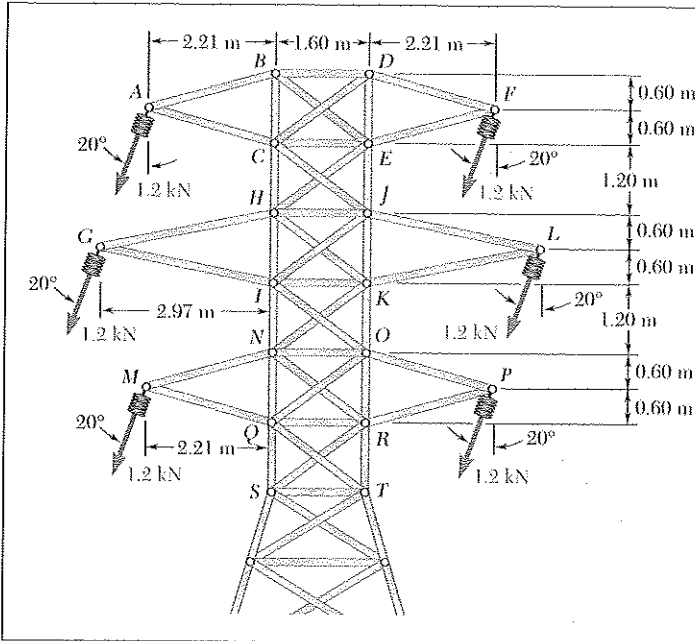 2.21 m 1.60 m 2.21 m
B D
0.60 m
A F
0.60 m
20° C E 20°
1.2 kN 1.2 kN
1.20 m
H J
0.60 m
G L
0.60 m
20° I K 20°
2.97 m
1.2 kN 1.2 kN
1.20 m
N O
0.60 m
M P
0.60 m
20° Q R 20°
2.21 m
1.2 kN 1.2 kN
S T